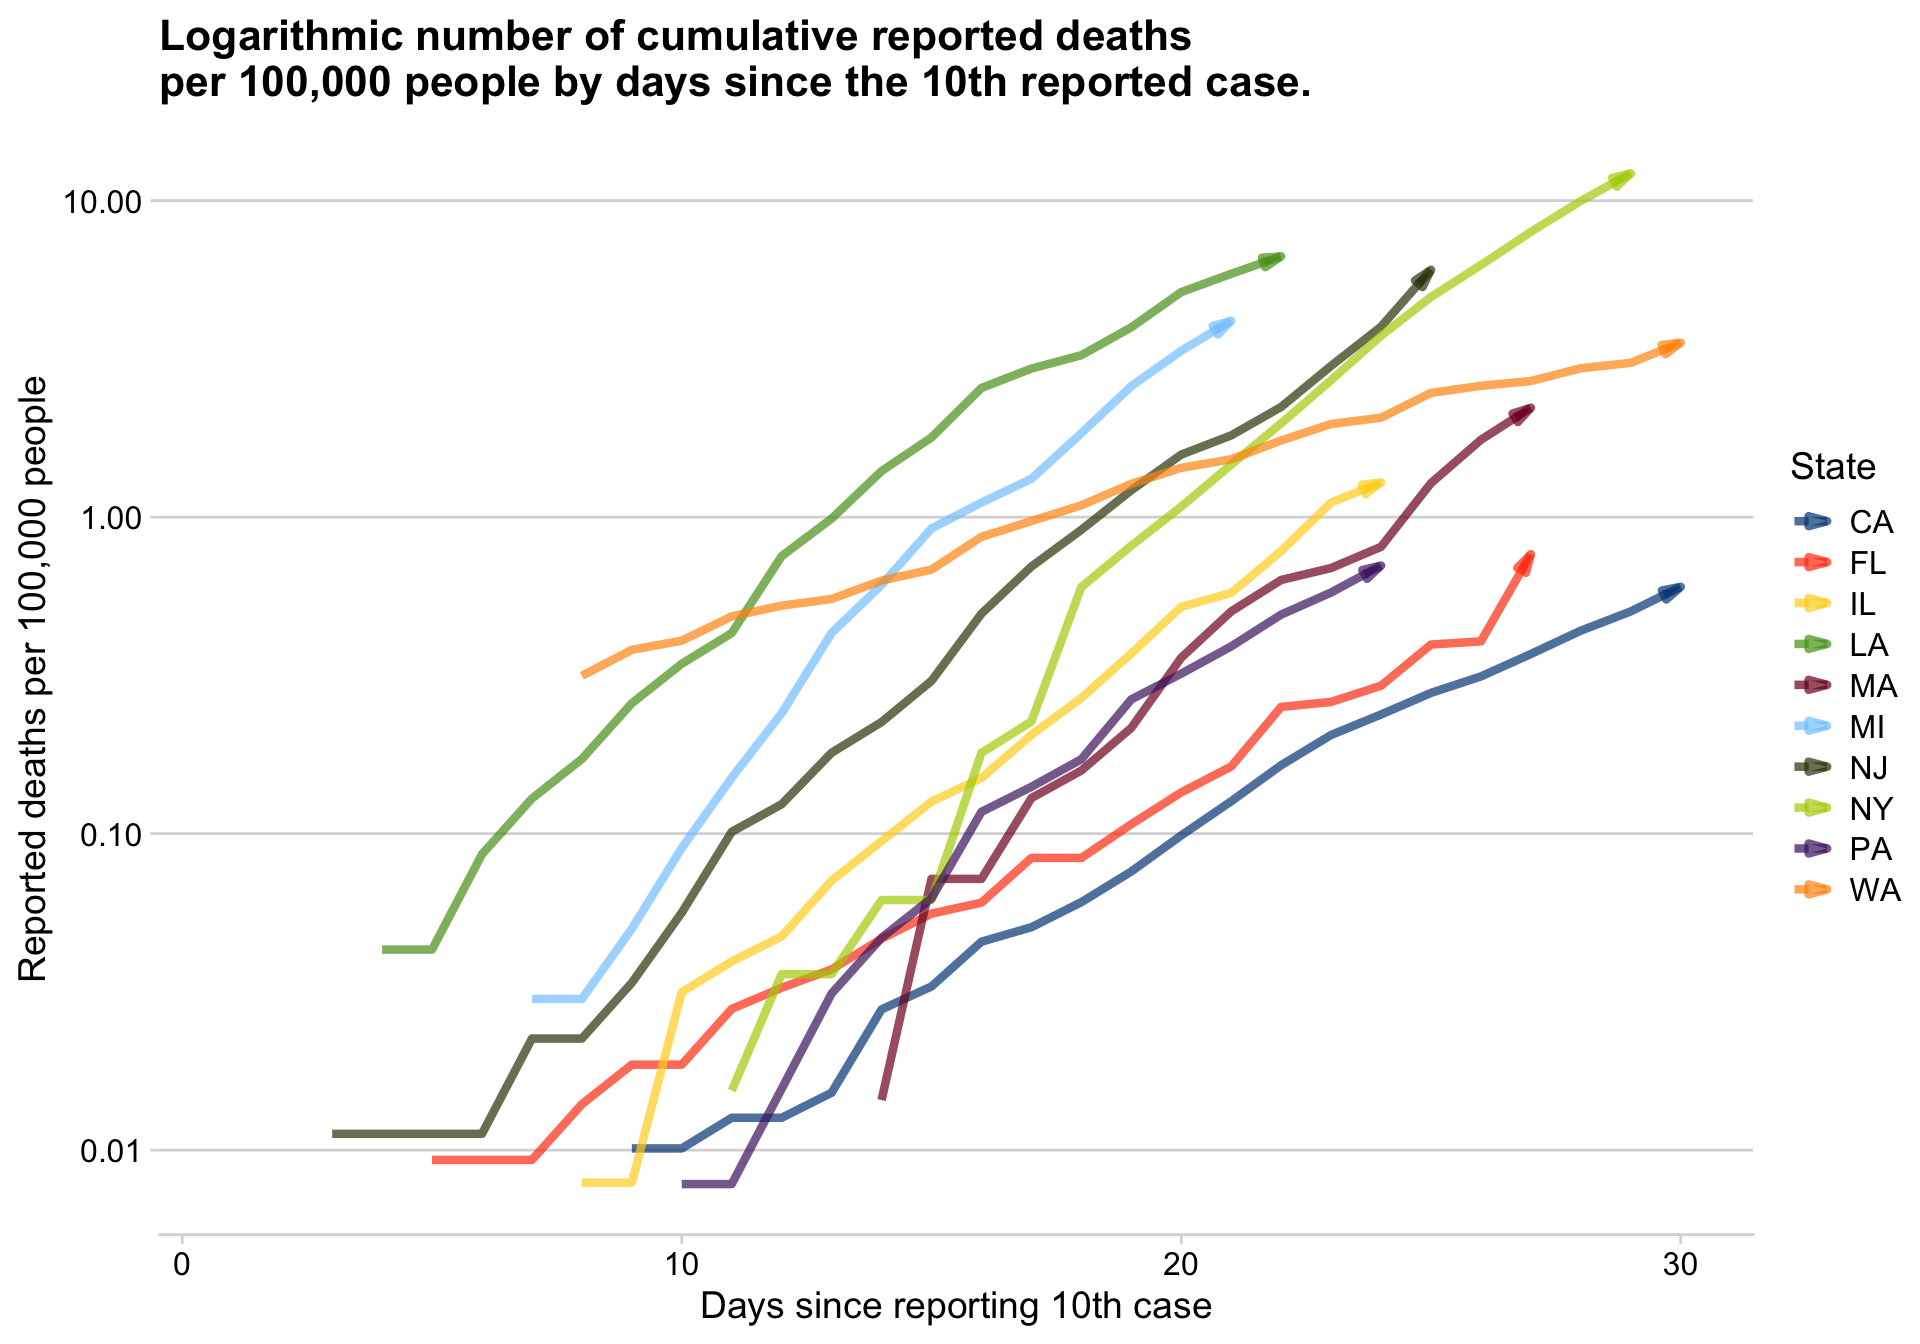 Logarithmic number of cumulative reported deaths
per 100,000 people by days since the 10th reported case.
Reported deaths per 100,000 people
10.00
1.00
0.10
0.01
0
10
20
30
Days since reporting 10th case
State
CA
FL
IL
LA
MA
MI
NJ
NY
PA
WA